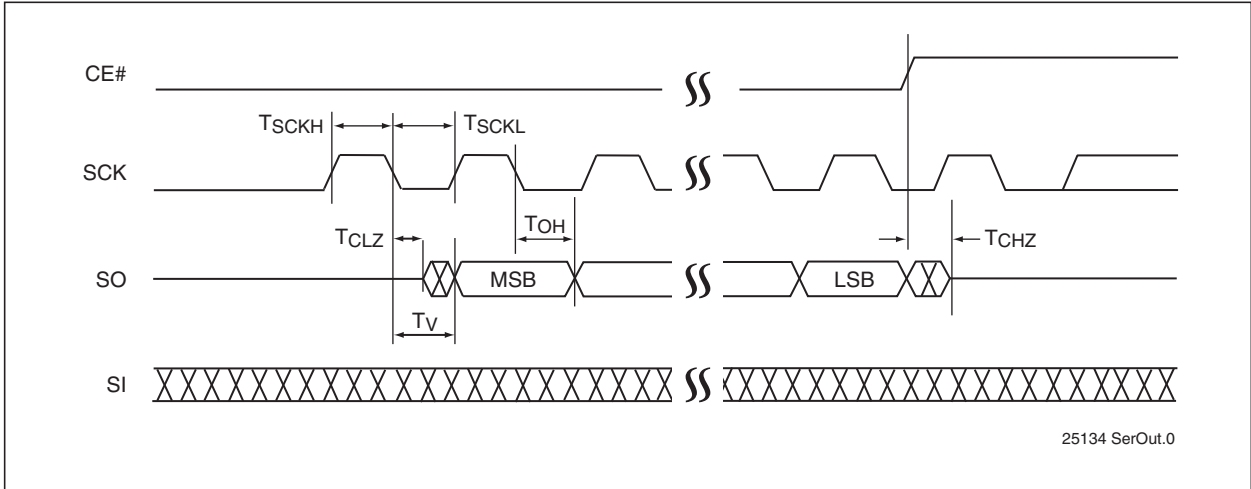 CE#
TSCKH
TSCKL
SCK
TCLZ
TOH
TCHZ
SO
MSB
LSB
TV
SI
25134 SerOut.0